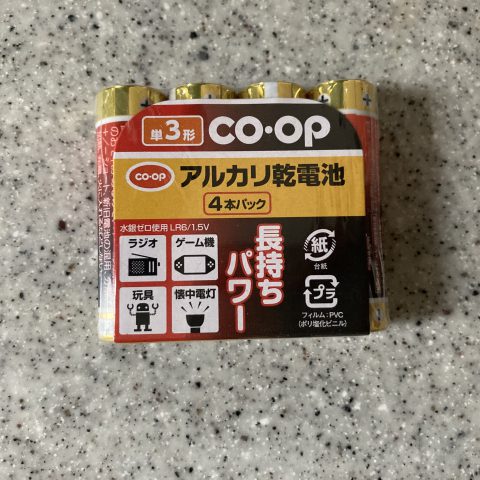 単3形
CO・OP
CO・OP
アルカリ乾電池
4本パック
水銀ゼロ使用 LR6/1.5V
ラジオ
ゲーム機
玩具
懐中電灯
長持ち
パワー
紙
台紙
プラ
フィルム:PVC
(ポリ塩化ビニル)